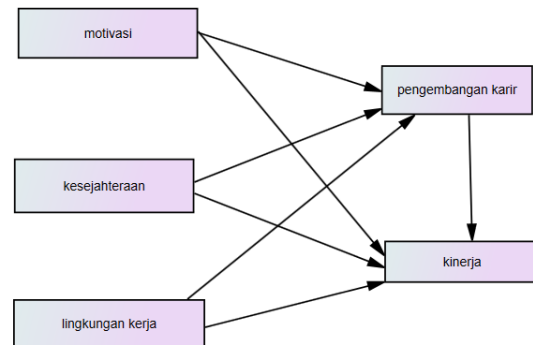 motivasi
pengembangan karir
kesejahteraan
kinerja
lingkungan kerja